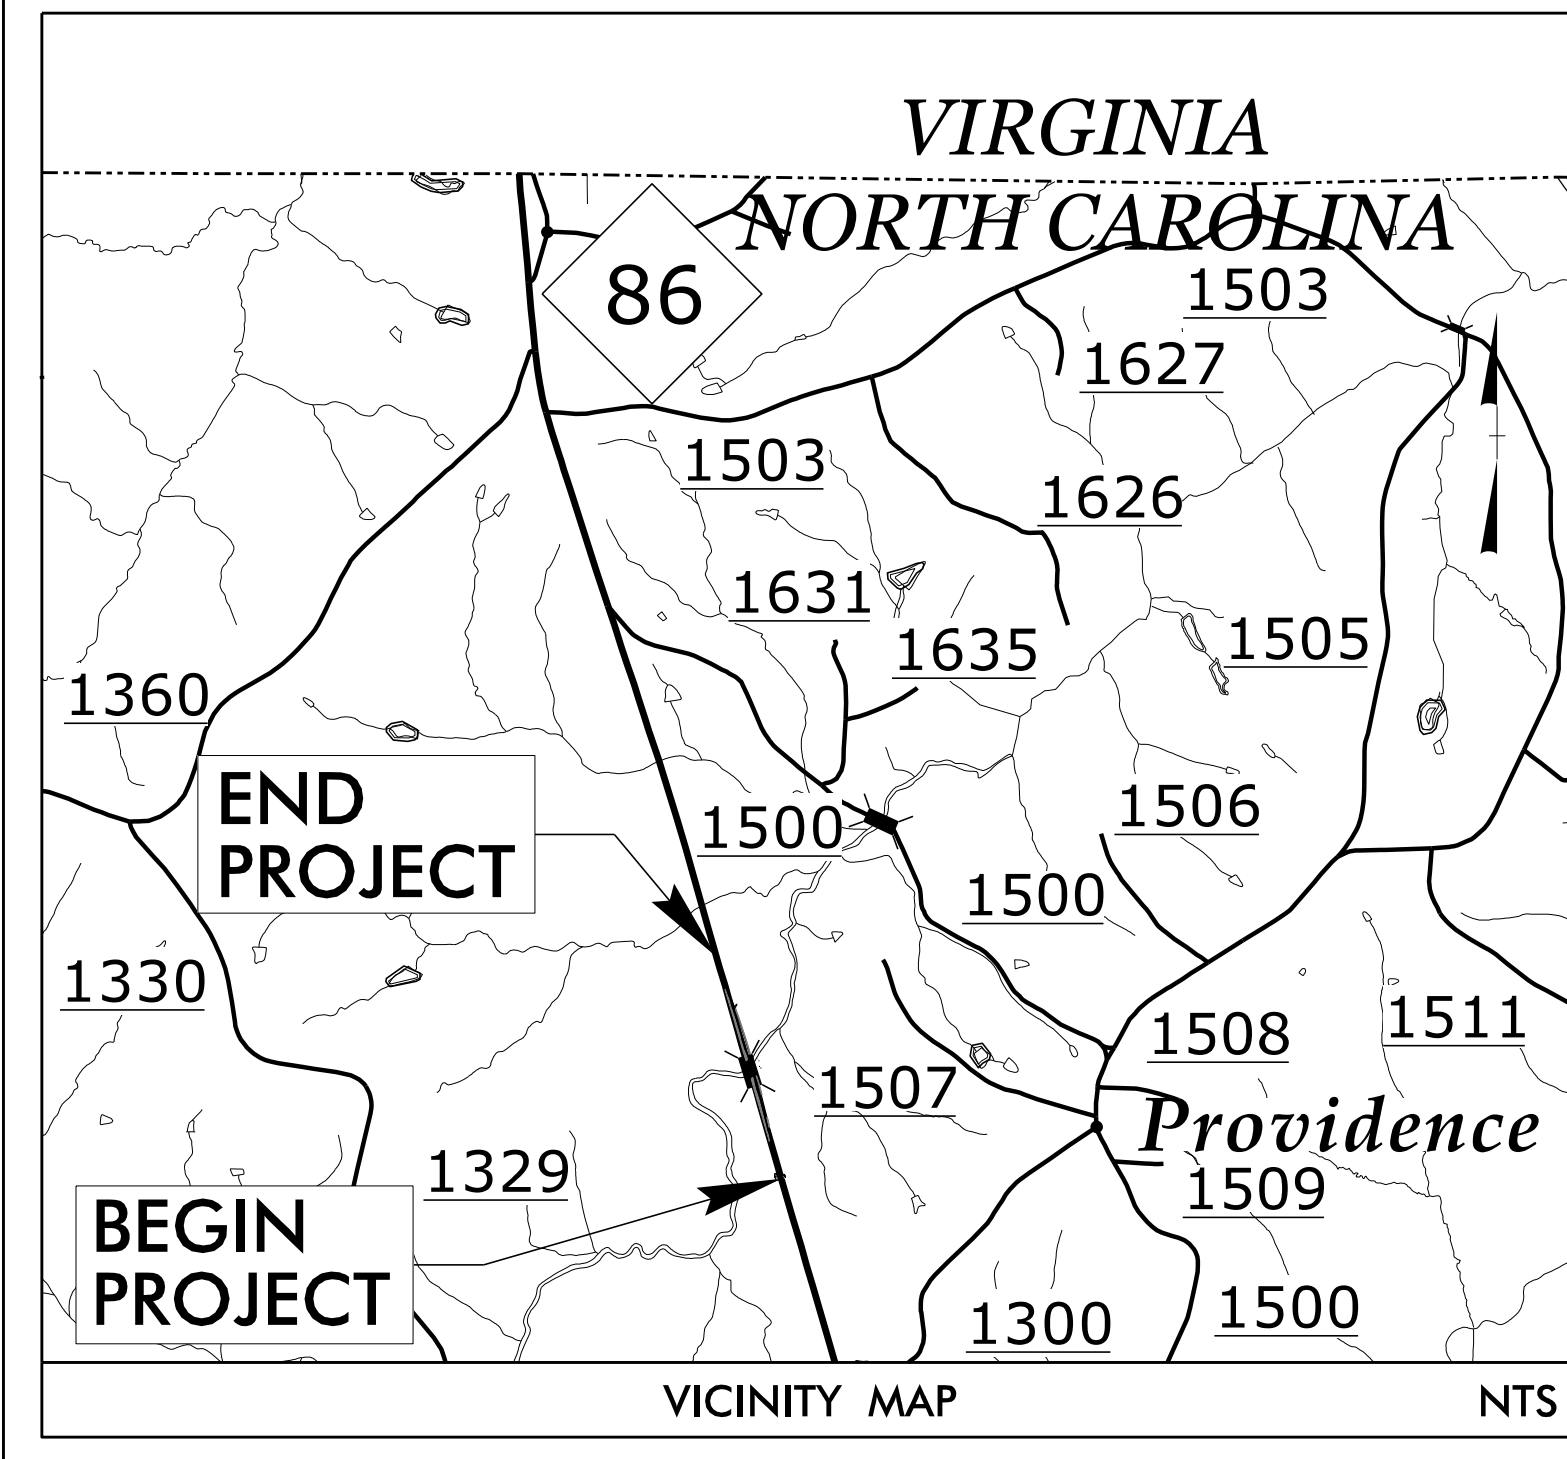 VIRGINIA
NORTH CAROLINA
86
1503
1627
1503
1626
1631
1635
1505
1360
END
PROJECT
1500
1506
1500
1330
1508
1511
1507
Providence
1329
1509
BEGIN
PROJECT
1300
1500
VICINITY MAP
NTS